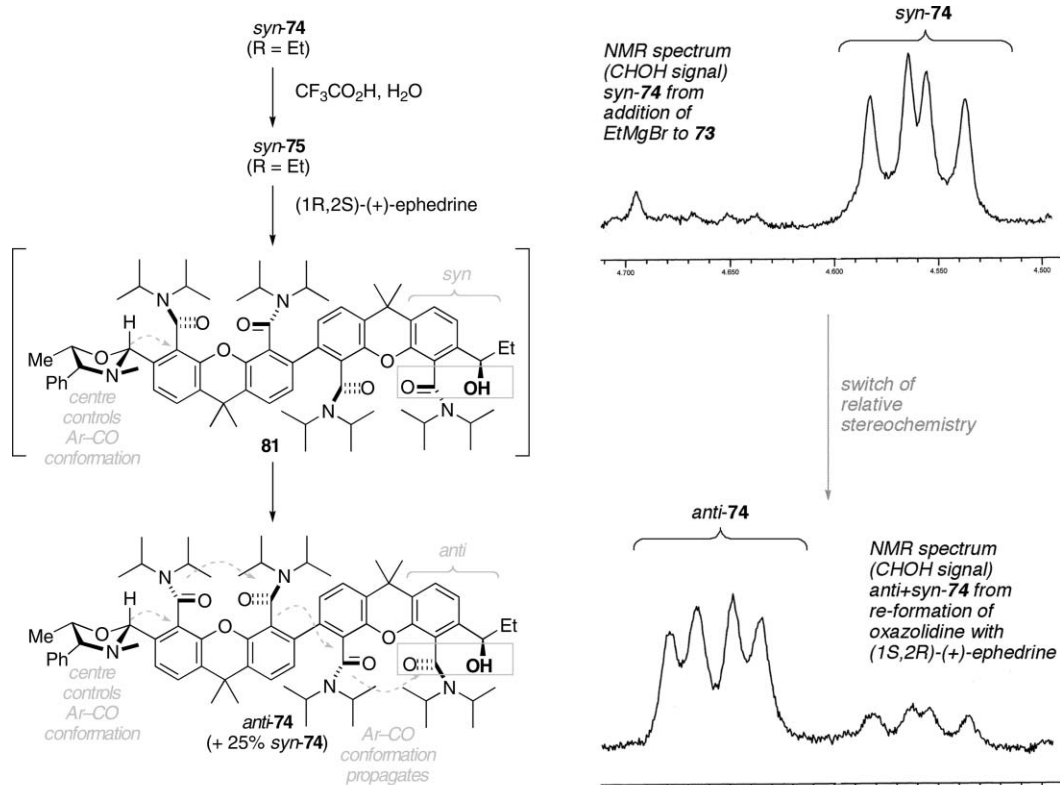 syn-74
(R = Et)
CF3CO2H, H2O
syn-75
(R = Et)
(1R,2S)-(+)-ephedrine
syn
N
N
H
O
O
Me
O
N
Ph
O
O
Et
OH
O
O
N
N
centre
controls
Ar–CO
conformation
81
anti
N
N
H
O
O
Me
O
N
Ph
O
O
Et
OH
O
O
N
N
centre
controls
Ar–CO
conformation
anti-74
(+ 25% syn-74)
Ar–CO
conformation
propagates
syn-74
NMR spectrum
(CHOH signal)
syn-74 from
addition of
EtMgBr to 73
4.700 4.650 4.600 4.550 4.500
switch of
relative
stereochemistry
anti-74
NMR spectrum
(CHOH signal)
anti+syn-74 from
re-formation of
oxazolidine with
(1S,2R)-(+)-ephedrine